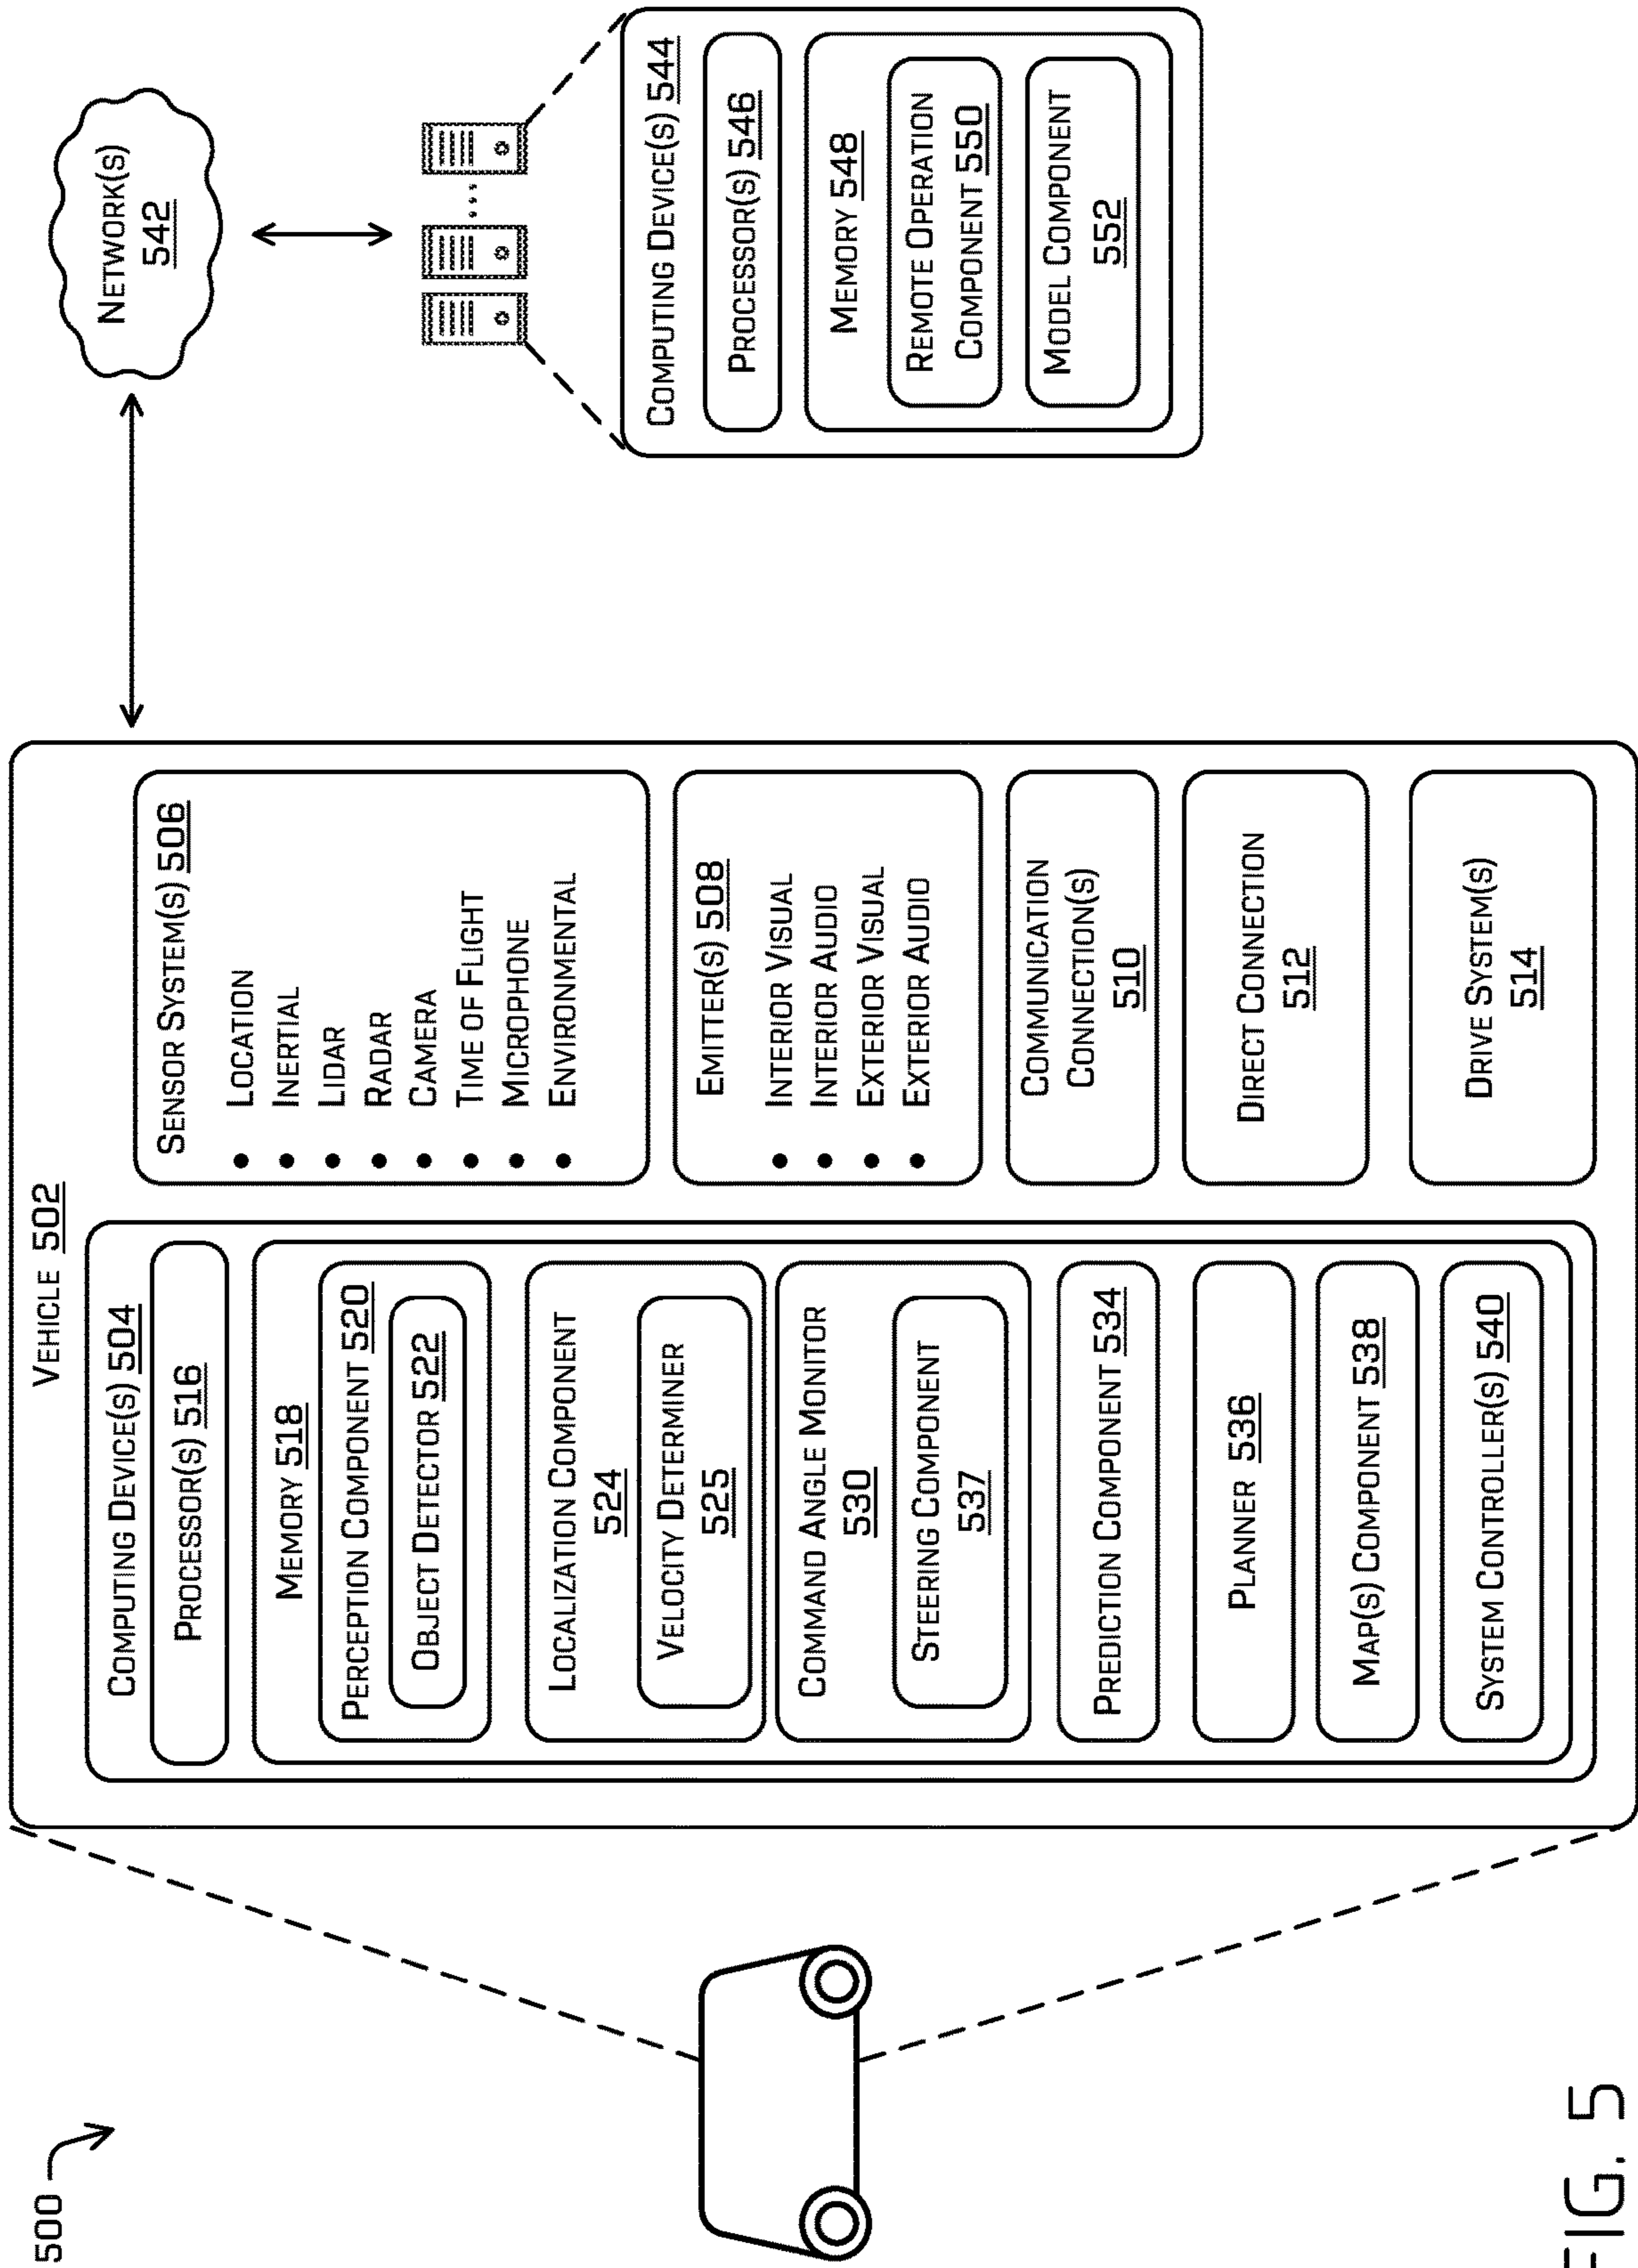 500
VEHICLE 502
COMPUTING DEVICE(S) 504
PROCESSOR(S) 516
MEMORY 518
PERCEPTION COMPONENT 520
OBJECT DETECTOR 522
LOCALIZATION COMPONENT
524
VELOCITY DETERMINER
525
COMMAND ANGLE MONITOR
530
STEERING COMPONENT
537
PREDICTION COMPONENT 534
PLANNER 536
MAP(S) COMPONENT 538
SYSTEM CONTROLLER(S) 540
SENSOR SYSTEM(S) 506
• LOCATION
• INERTIAL
• LIDAR
• RADAR
• CAMERA
• TIME OF FLIGHT
• MICROPHONE
• ENVIRONMENTAL
EMITTER(S) 508
• INTERIOR VISUAL
• INTERIOR AUDIO
• EXTERIOR VISUAL
• EXTERIOR AUDIO
COMMUNICATION
CONNECTION(S)
510
DIRECT CONNECTION
512
DRIVE SYSTEM(S)
514
NETWORK(S)
542
COMPUTING DEVICE(S) 544
PROCESSOR(S) 546
MEMORY 548
REMOTE OPERATION
COMPONENT 550
MODEL COMPONENT
552
FIG. 5